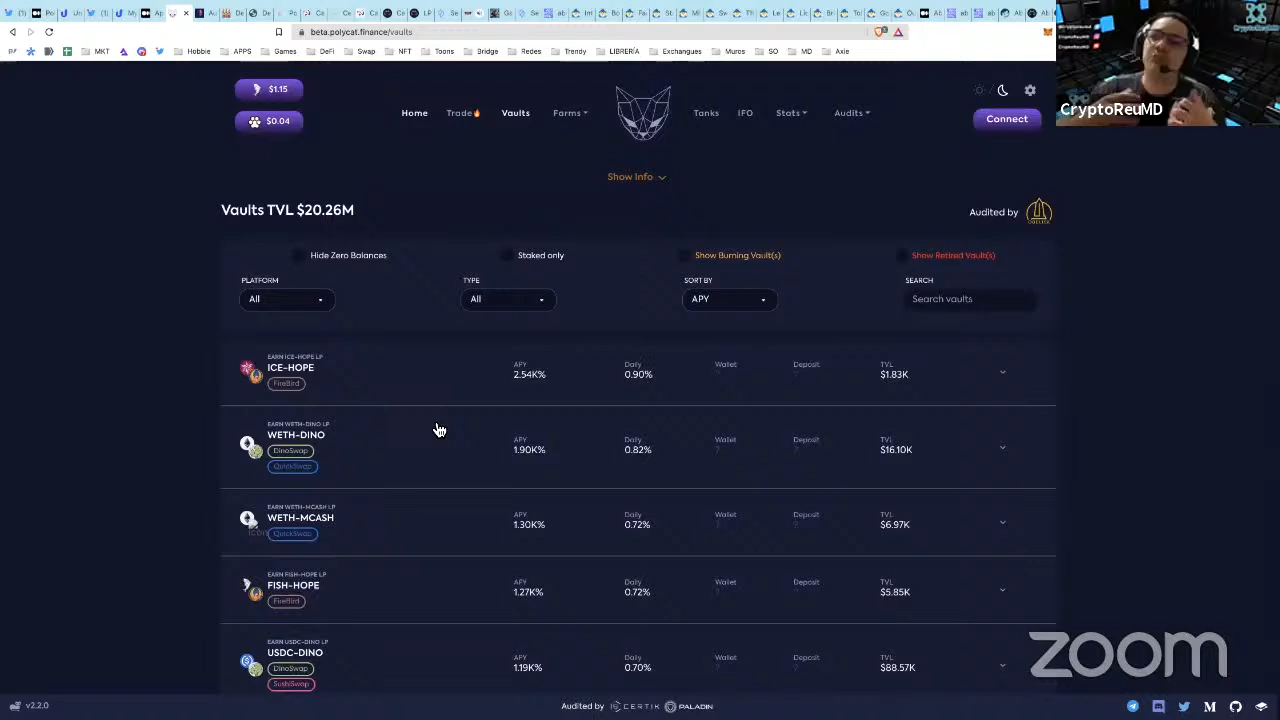 beta.polycat.finance/vaults
MKT
Hobbie
APPS
Games
DeFi
Swap
NFT
Toons
Bridge
Redes
Trenty
LIBRERÍA
Exchangues
Muros
SO
MD
Axie
CryptoReuMD
$1.15
$0.04
Home
Trade
Vaults
Farms
Tanks
IFO
Stats
Audits
Connect
Show Info
Vaults TVL $20.26M
Audited by
Hide Zero Balances
Staked only
Show Burning Vault(s)
Show Retired Vault(s)
PLATFORM
TYPE
SORT BY
SEARCH
All
All
APY
Search vaults
EARN ICE-HOPE LP
ICE-HOPE
FireBird
APY
2.54K%
Daily
0.90%
Wallet
?
Deposit
?
TVL
$1.83K
EARN WETH-DINO LP
WETH-DINO
DinoSwap
QuickSwap
APY
1.90K%
Daily
0.82%
Wallet
?
Deposit
?
TVL
$16.10K
EARN WETH-MCASH LP
WETH-MCASH
icon
QuickSwap
APY
1.30K%
Daily
0.72%
Wallet
?
Deposit
?
TVL
$6.97K
EARN FISH-HOPE LP
FISH-HOPE
FireBird
APY
1.27K%
Daily
0.72%
Wallet
?
Deposit
?
TVL
$5.85K
EARN USDC-DINO LP
USDC-DINO
DinoSwap
SushiSwap
APY
1.19K%
Daily
0.70%
Wallet
?
Deposit
?
TVL
$88.57K
zoom
v2.2.0
Audited by
CERTIK
PALADIN